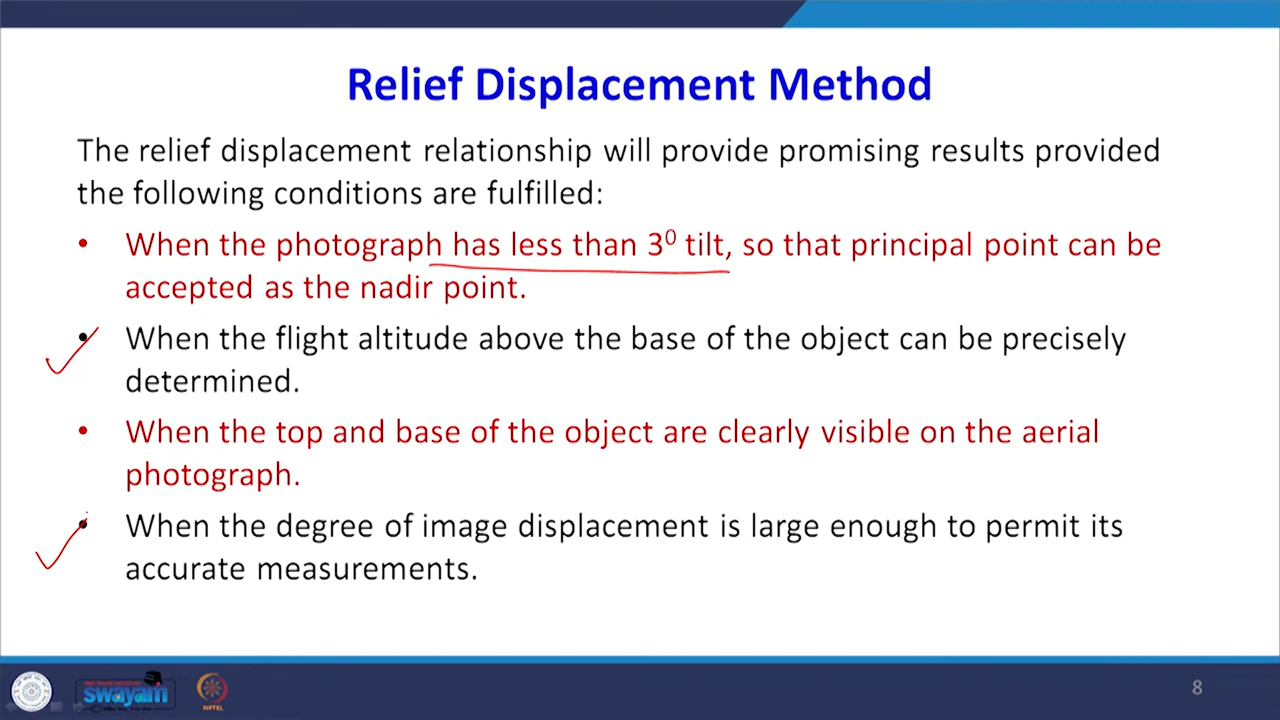 Relief Displacement Method
The relief displacement relationship will provide promising results provided
the following conditions are fulfilled:
• When the photograph has less than 3⁰ tilt, so that principal point can be
accepted as the nadir point.
• When the flight altitude above the base of the object can be precisely
determined.
• When the top and base of the object are clearly visible on the aerial
photograph.
• When the degree of image displacement is large enough to permit its
accurate measurements.
swayam
NPTEL
8